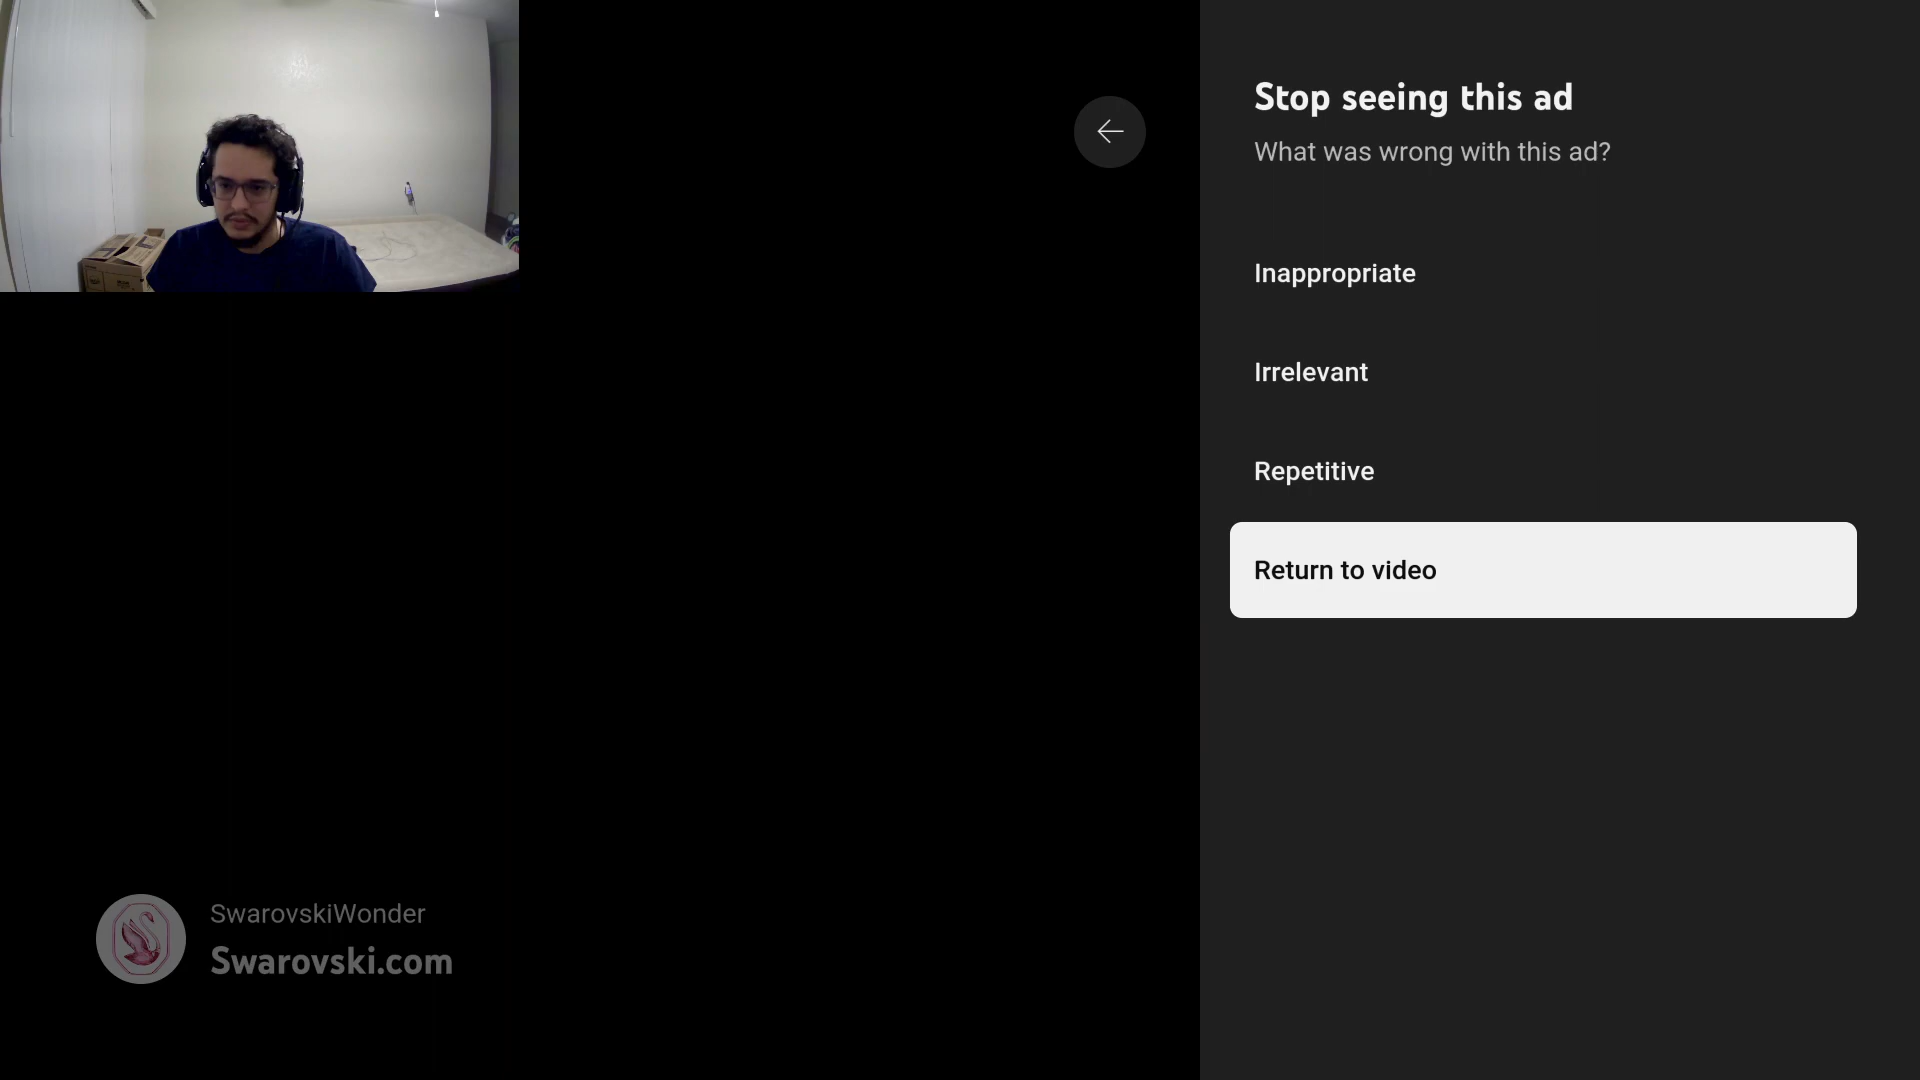 Stop seeing this ad
What was wrong with this ad?
Inappropriate
Irrelevant
Repetitive
Return to video
SwarovskiWonder
Swarovski.com